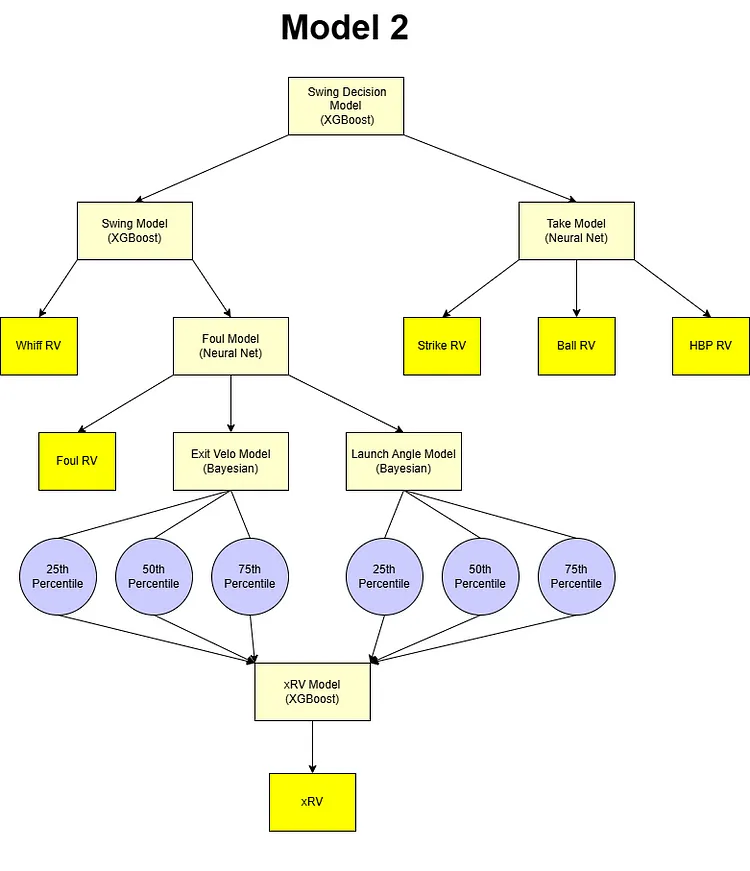 Model 2
Swing Decision
Model
(XGBoost)
Swing Model
(XGBoost)
Take Model
(Neural Net)
Whiff RV
Foul Model
(Neural Net)
Strike RV
Ball RV
HBP RV
Foul RV
Exit Velo Model
(Bayesian)
Launch Angle Model
(Bayesian)
25th
Percentile
50th
Percentile
75th
Percentile
25th
Percentile
50th
Percentile
75th
Percentile
xRV Model
(XGBoost)
xRV